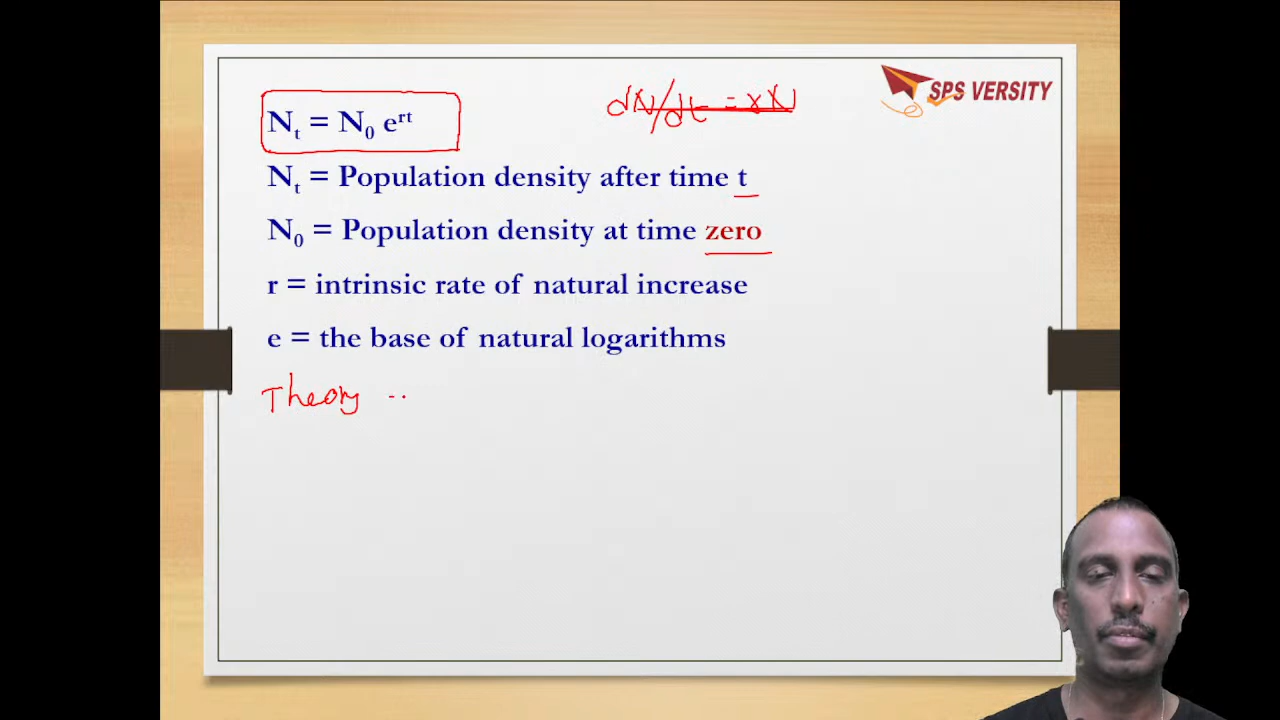 Nt = N0 e^rt
dN/dt = rN
SPS VERSITY
Nt = Population density after time t
N0 = Population density at time zero
r = intrinsic rate of natural increase
e = the base of natural logarithms
Theory --